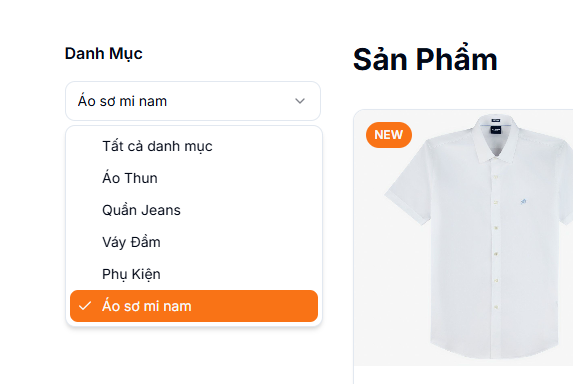 Danh Mục
Áo sơ mi nam
Tất cả danh mục
Áo Thun
Quần Jeans
Váy Đầm
Phụ Kiện
Áo sơ mi nam
Sản Phẩm
NEW